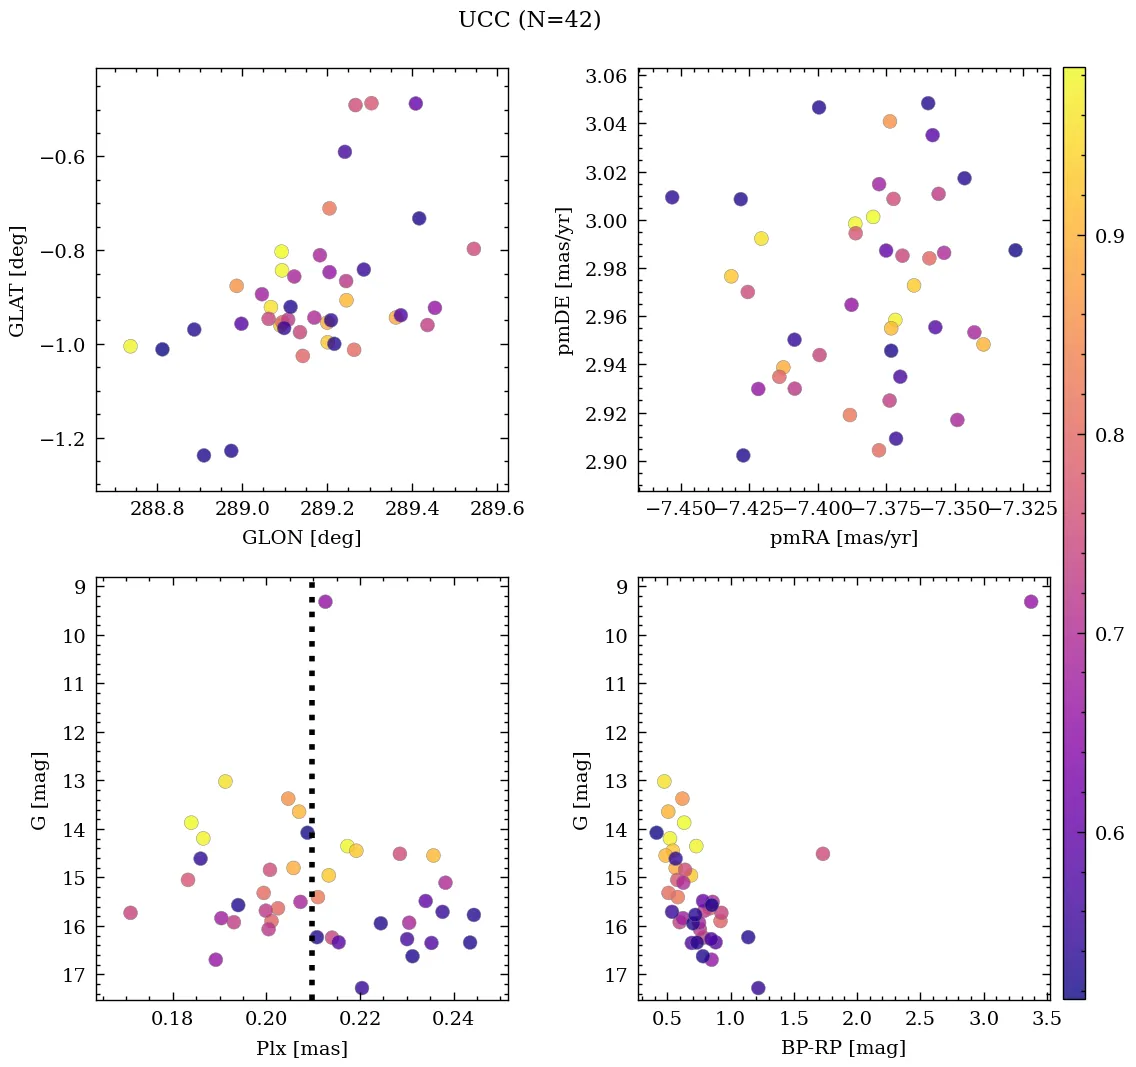 UCC (N=42)
−0.6
−0.8
−1.0
−1.2
GLAT [deg]
288.8 289.0 289.2 289.4 289.6
GLON [deg]
3.06
3.04
3.02
3.00
2.98
2.96
2.94
2.92
2.90
pmDE [mas/yr]
−7.450 −7.425 −7.400 −7.375 −7.350 −7.325
pmRA [mas/yr]
0.9
0.8
0.7
0.6
9
10
11
12
13
14
15
16
17
G [mag]
0.18 0.20 0.22 0.24
Plx [mas]
9
10
11
12
13
14
15
16
17
G [mag]
0.5 1.0 1.5 2.0 2.5 3.0 3.5
BP-RP [mag]